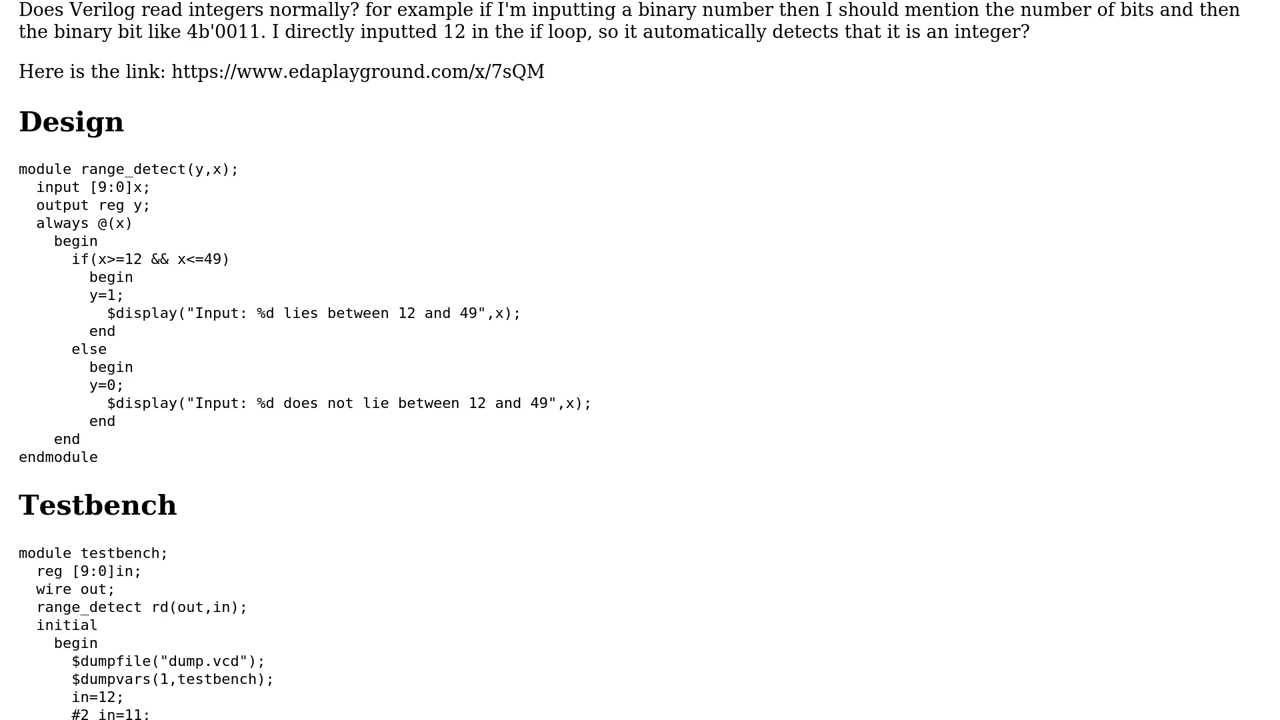 Does Verilog read integers normally? for example if I'm inputting a binary number then I should mention the number of bits and then
the binary bit like 4b'0011. I directly inputted 12 in the if loop, so it automatically detects that it is an integer?
Here is the link: https://www.edaplayground.com/x/7sQM
Design
module range_detect(y,x);
  input [9:0]x;
  output reg y;
  always @(x)
    begin
      if(x>=12 && x<=49)
        begin
        y=1;
          $display("Input: %d lies between 12 and 49",x);
        end
      else
        begin
        y=0;
          $display("Input: %d does not lie between 12 and 49",x);
        end
    end
endmodule
Testbench
module testbench;
  reg [9:0]in;
  wire out;
  range_detect rd(out,in);
  initial
    begin
      $dumpfile("dump.vcd");
      $dumpvars(1,testbench);
      in=12;
      #2 in=11;